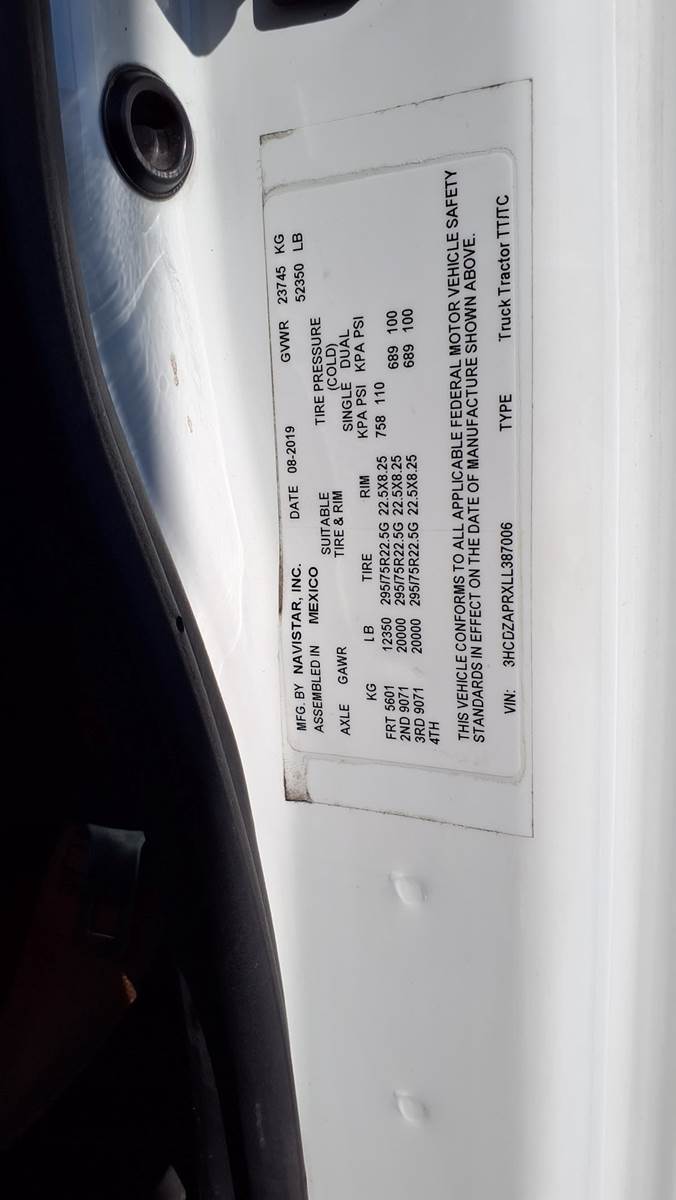 MFG. BY NAVISTAR, INC. DATE 08-2019 GVWR 23745 KG
ASSEMBLED IN MEXICO 52350 LB
SUITABLE TIRE PRESSURE
AXLE GAWR TIRE & RIM (COLD)
SINGLE DUAL
KG LB TIRE RIM KPA PSI KPA PSI
FRT 5601 12350 295/75R22.5G 22.5X8.25 758 110
2ND 9071 20000 295/75R22.5G 22.5X8.25 689 100
3RD 9071 20000 295/75R22.5G 22.5X8.25 689 100
4TH
THIS VEHICLE CONFORMS TO ALL APPLICABLE FEDERAL MOTOR VEHICLE SAFETY
STANDARDS IN EFFECT ON THE DATE OF MANUFACTURE SHOWN ABOVE.
VIN: 3HCDZAPRXLL387006 TYPE Truck Tractor TT/TC